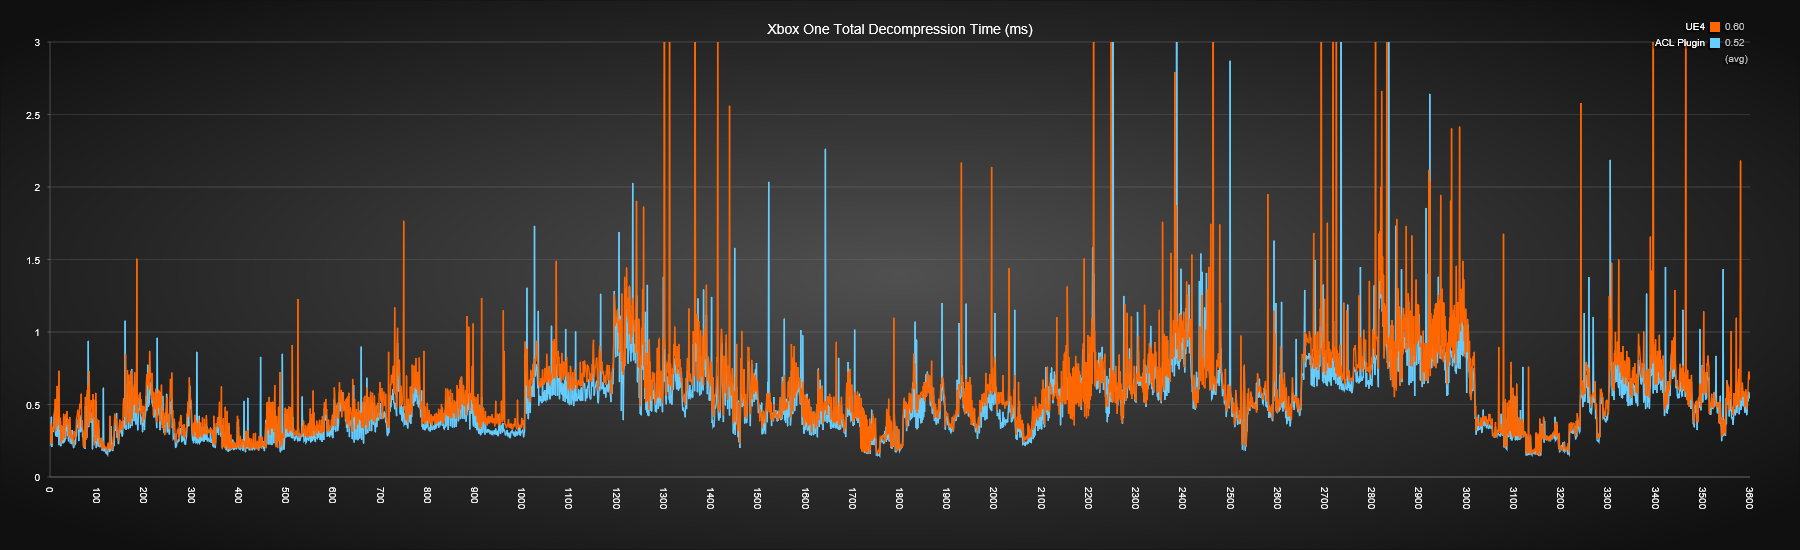 Xbox One Total Decompression Time (ms)
UE4 0.60
ACL Plugin 0.52
(avg)
3
2.5
2
1.5
1
0.5
0
0 100 200 300 400 500 600 700 800 900 1000 1100 1200 1300 1400 1500 1600 1700 1800 1900 2000 2100 2200 2300 2400 2500 2600 2700 2800 2900 3000 3100 3200 3300 3400 3500 3600